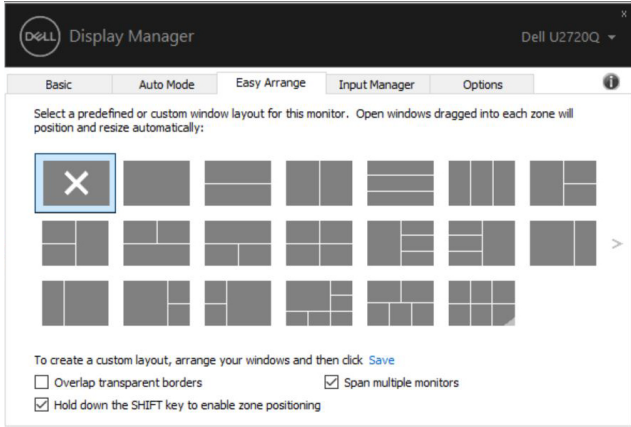 x
DELL Display Manager Dell U2720Q
Basic Auto Mode Easy Arrange Input Manager Options i
Select a predefined or custom window layout for this monitor. Open windows dragged into each zone will
position and resize automatically:
>
To create a custom layout, arrange your windows and then click Save
Overlap transparent borders Span multiple monitors
Hold down the SHIFT key to enable zone positioning